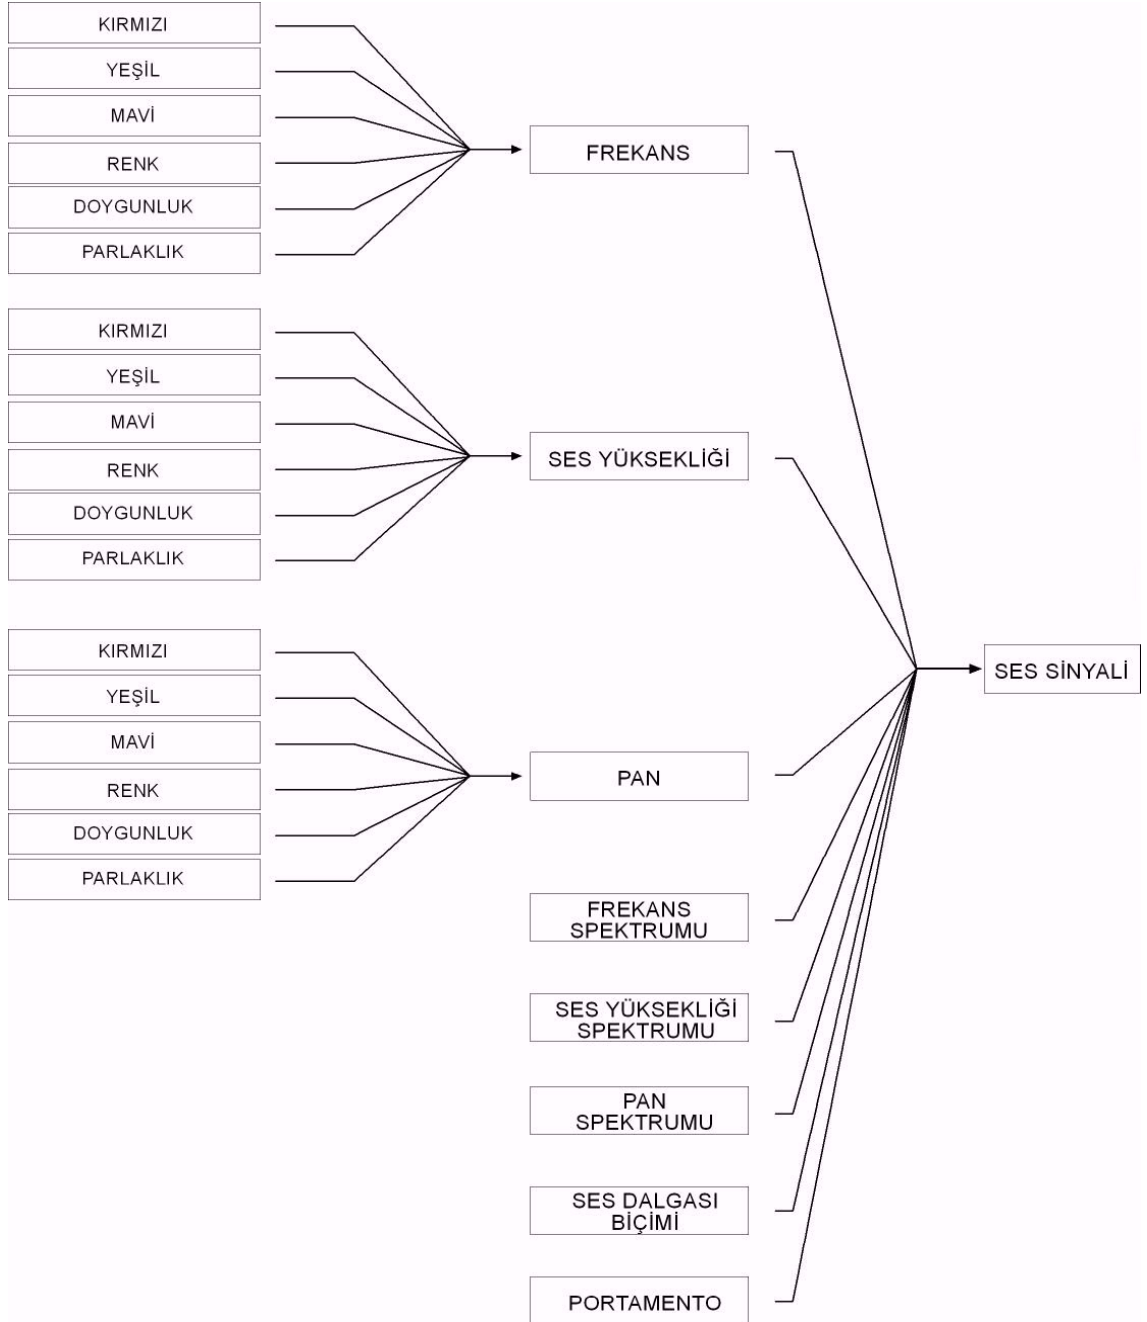 KIRMIZI
YEŞİL
MAVİ
RENK
DOYGUNLUK
PARLAKLIK
FREKANS
KIRMIZI
YEŞİL
MAVİ
RENK
DOYGUNLUK
PARLAKLIK
SES YÜKSEKLİĞİ
KIRMIZI
YEŞİL
MAVİ
RENK
DOYGUNLUK
PARLAKLIK
PAN
FREKANS
SPEKTRUMU
SES YÜKSEKLİĞİ
SPEKTRUMU
PAN
SPEKTRUMU
SES DALGASI
BİÇİMİ
PORTAMENTO
SES SİNYALİ